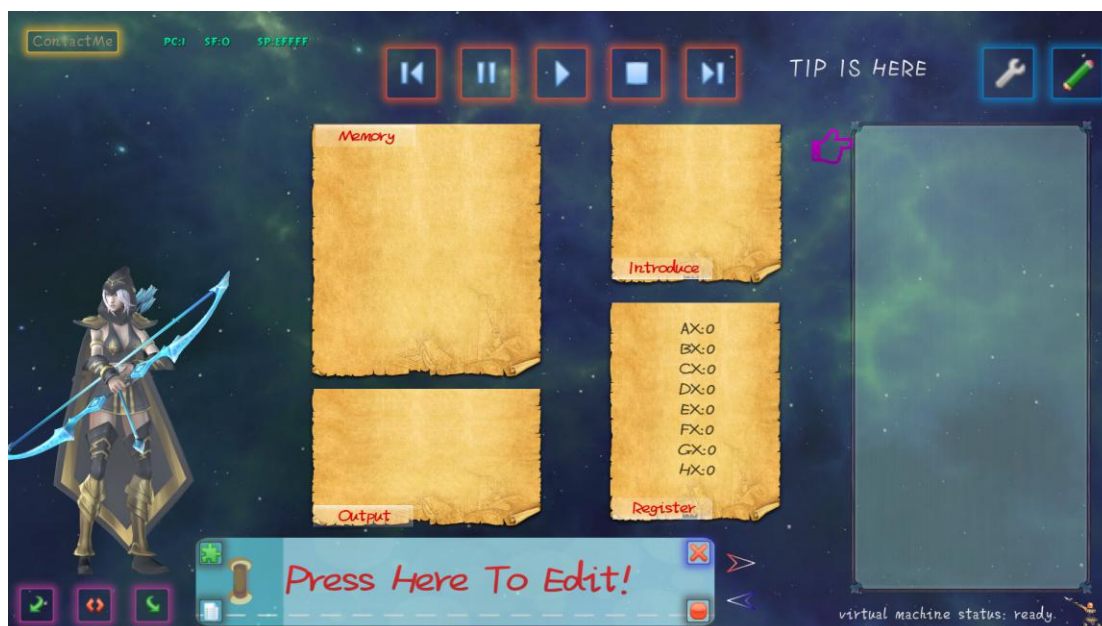 ContactMe
PC:1 SF:0 SP:EFFFF
TIP IS HERE
Memory
Introduce
AX:0
BX:0
CX:0
DX:0
EX:0
FX:0
GX:0
HX:0
Register
Output
Press Here To Edit!
virtual machine status: ready.